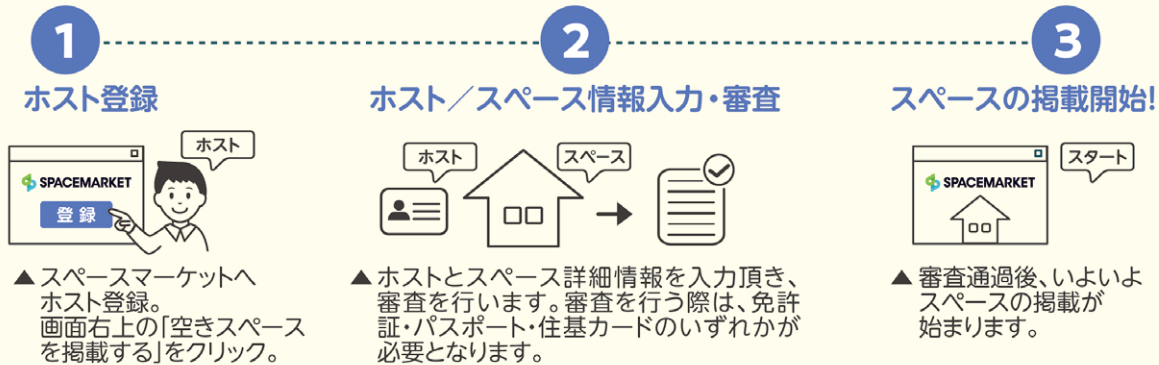 1
2
3
ホスト登録
ホスト／スペース情報入力・審査
スペースの掲載開始!
ホスト
SPACEMARKET
登録
ホスト
スペース
スタート
SPACEMARKET
▲スペースマーケットへ
ホスト登録。
画面右上の「空きスペース
を掲載する」をクリック。
▲ホストとスペース詳細情報を入力頂き、
審査を行います。審査を行う際は、免許
証・パスポート・住基カードのいずれかが
必要となります。
▲審査通過後、いよいよ
スペースの掲載が
始まります。